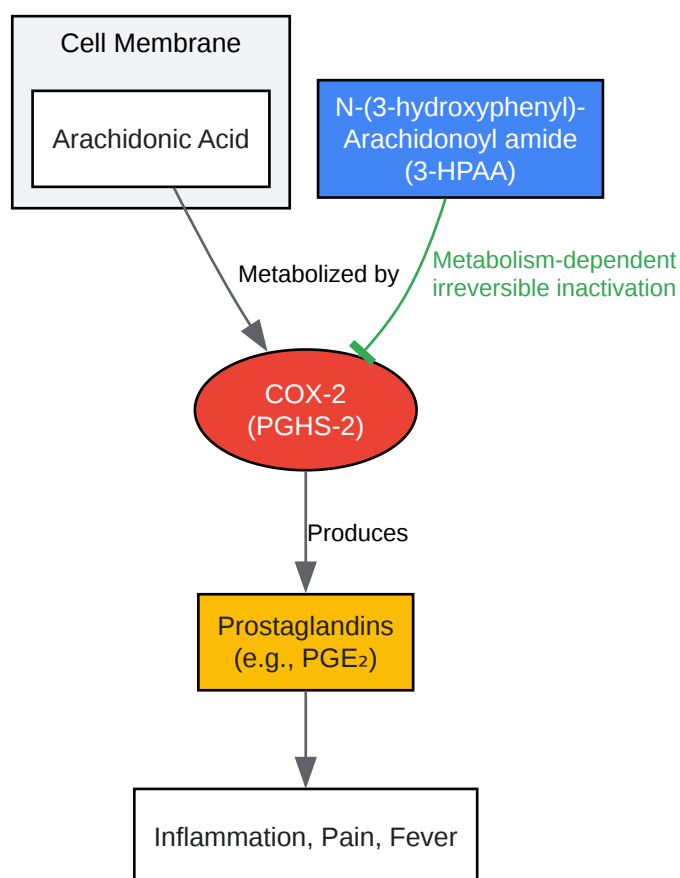 Cell Membrane
Arachidonic Acid
N-(3-hydroxyphenyl)-
Arachidonoyl amide
(3-HPAA)
Metabolized by
Metabolism-dependent
irreversible inactivation
COX-2
(PGHS-2)
Produces
Prostaglandins
(e.g., PGE₂)
Inflammation, Pain, Fever